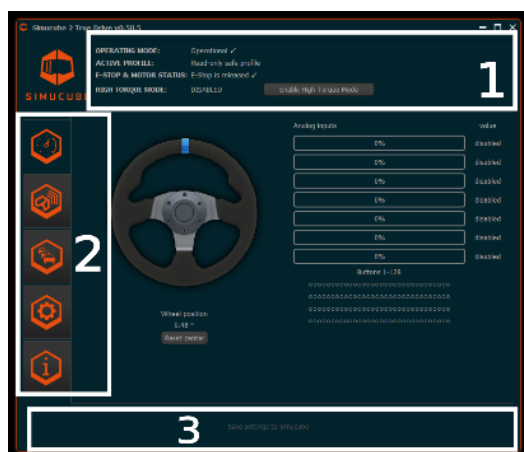 Simucube 2 True Drive v0.50.5
OPERATING MODE: Operational ✓
ACTIVE PROFILE: Read-only safe profile
E-STOP & MOTOR STATUS: E-Stop is released ✓
HIGH TORQUE MODE: DISABLED Enable High Torque Mode
1
SIMUCUBE
Analog Inputs value
0% disabled
0% disabled
0% disabled
0% disabled
0% disabled
0% disabled
0% disabled
2
Buttons 1-128
Wheel position
0.48 °
Reset center
Save settings to simucube
3